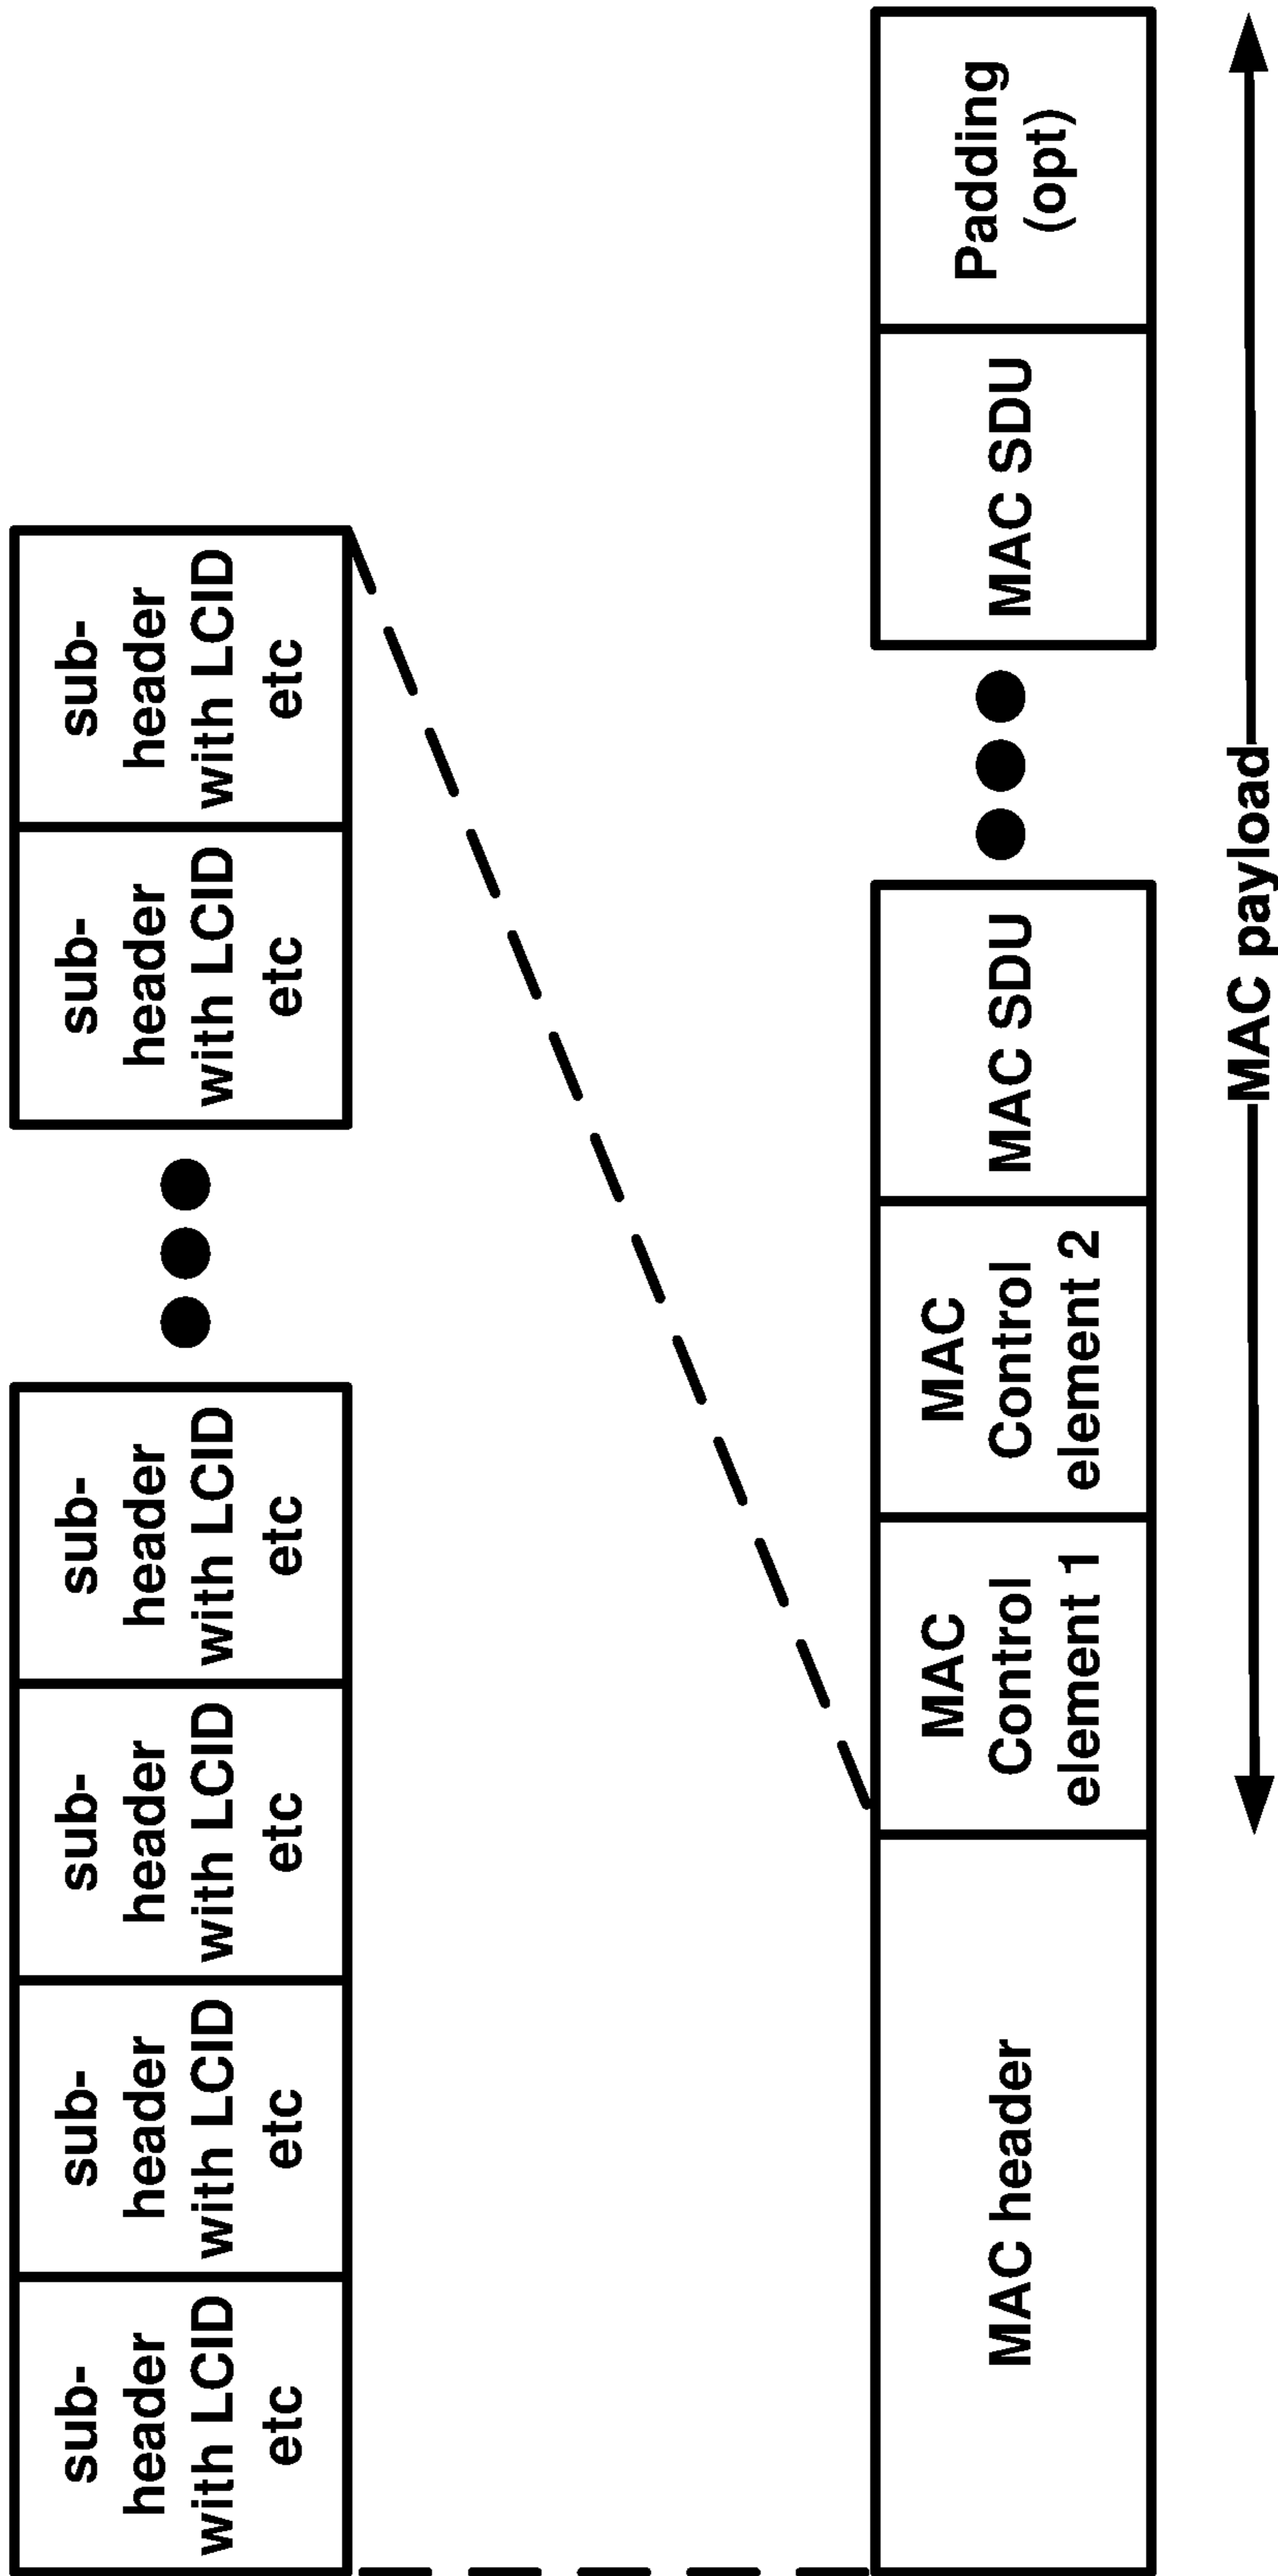 sub-
header
with LCID
etc
sub-
header
with LCID
etc
sub-
header
with LCID
etc
sub-
header
with LCID
etc
sub-
header
with LCID
etc
sub-
header
with LCID
etc
MAC header
MAC
Control
element 1
MAC
Control
element 2
MAC SDU
MAC SDU
Padding
(opt)
MAC payload